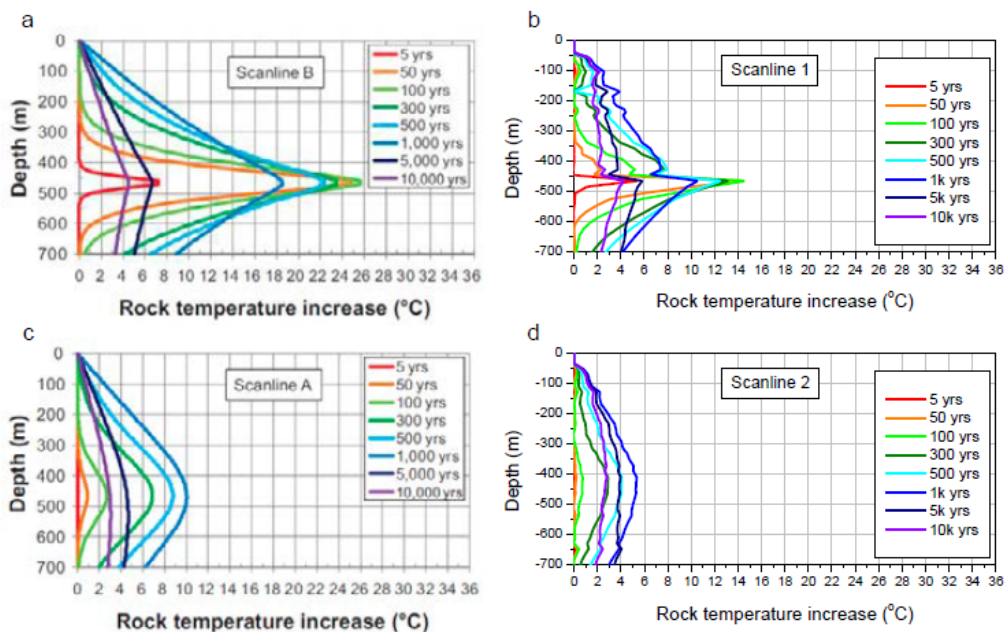 a
Scanline B
5 yrs
50 yrs
100 yrs
300 yrs
500 yrs
1,000 yrs
5,000 yrs
10,000 yrs
Depth (m)
0
100
200
300
400
500
600
700
0 2 4 6 8 10 12 14 16 18 20 22 24 26 28 30 32 34 36
Rock temperature increase (°C)
b
Scanline 1
5 yrs
50 yrs
100 yrs
300 yrs
500 yrs
1k yrs
5k yrs
10k yrs
Depth (m)
0
-100
-200
-300
-400
-500
-600
-700
0 2 4 6 8 10 12 14 16 18 20 22 24 26 28 30 32 34 36
Rock temperature increase (°C)
c
Scanline A
5 yrs
50 yrs
100 yrs
300 yrs
500 yrs
1,000 yrs
5,000 yrs
10,000 yrs
Depth (m)
0
100
200
300
400
500
600
700
0 2 4 6 8 10 12 14 16 18 20 22 24 26 28 30 32 34 36
Rock temperature increase (°C)
d
Scanline 2
5 yrs
50 yrs
100 yrs
300 yrs
500 yrs
1k yrs
5k yrs
10k yrs
Depth (m)
0
-100
-200
-300
-400
-500
-600
-700
0 2 4 6 8 10 12 14 16 18 20 22 24 26 28 30 32 34 36
Rock temperature increase (°C)